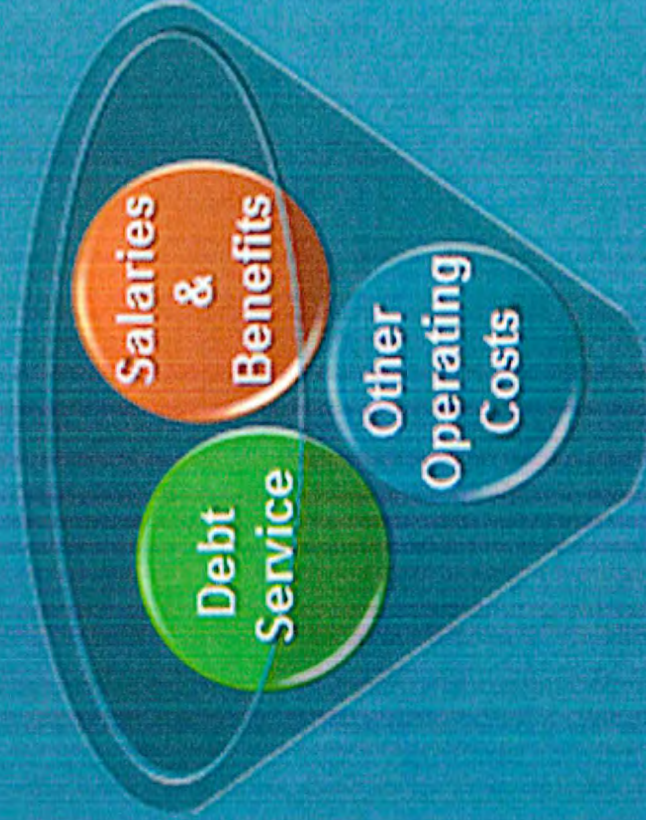 Debt
Service
Salaries
&
Benefits
Other
Operating
Costs